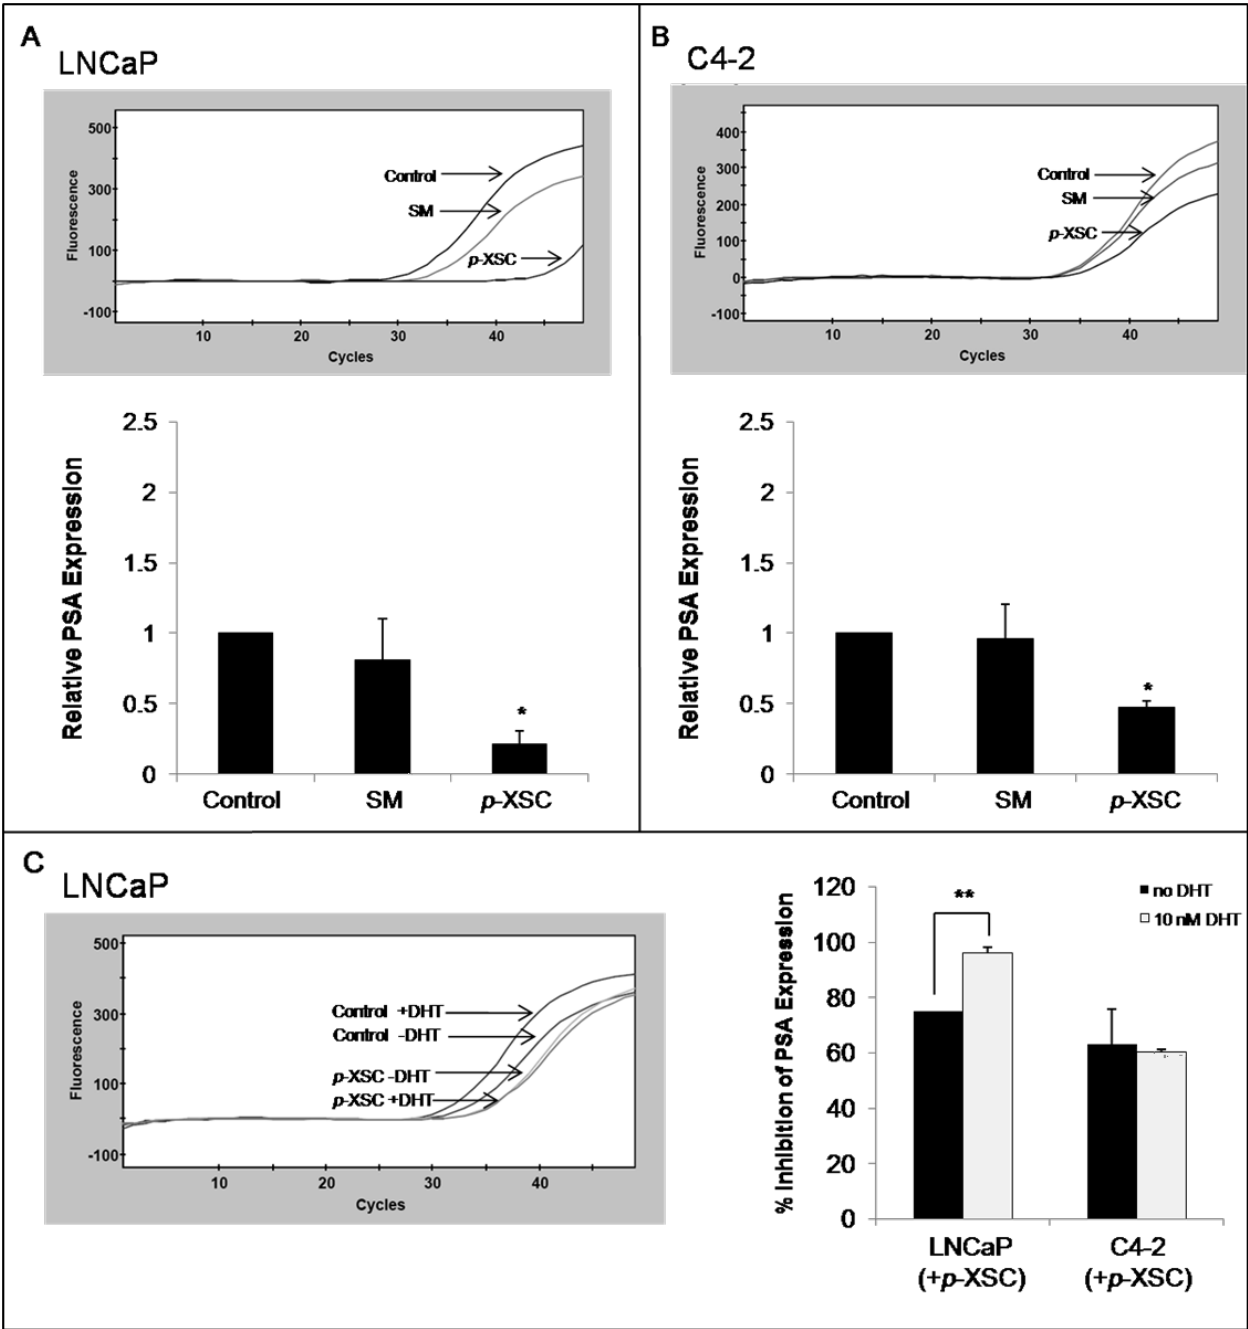 A
LNCaP
500
300
100
-100
Fluorescence
Control
SM
p-XSC
10 20 30 40
Cycles
2.5
2
1.5
1
0.5
0
Relative PSA Expression
*
Control SM p-XSC
B
C4-2
400
300
200
100
0
-100
Fluorescence
Control
SM
p-XSC
10 20 30 40
Cycles
2.5
2
1.5
1
0.5
0
Relative PSA Expression
*
Control SM p-XSC
C
LNCaP
500
300
100
-100
Fluorescence
Control +DHT
Control -DHT
p-XSC -DHT
p-XSC +DHT
10 20 30 40
Cycles
120
100
80
60
40
20
0
% Inhibition of PSA Expression
**
no DHT
10 nM DHT
LNCaP C4-2
(+p-XSC) (+p-XSC)